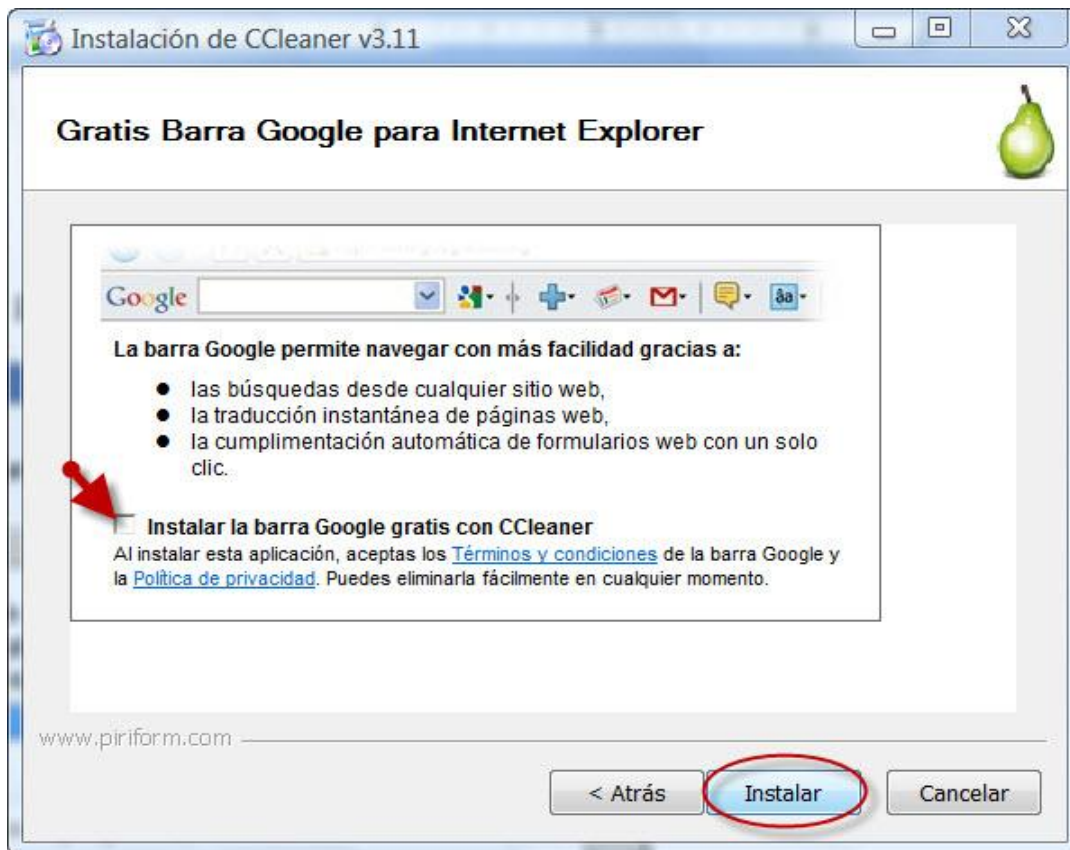 Instalación de CCleaner v3.11
Gratis Barra Google para Internet Explorer
Google
âa
La barra Google permite navegar con más facilidad gracias a:
las búsquedas desde cualquier sitio web,
la traducción instantánea de páginas web,
la cumplimentación automática de formularios web con un solo
clic.
Instalar la barra Google gratis con CCleaner
Al instalar esta aplicación, aceptas los Términos y condiciones de la barra Google y
la Política de privacidad. Puedes eliminarla fácilmente en cualquier momento.
www.piriform.com
< Atrás
Instalar
Cancelar